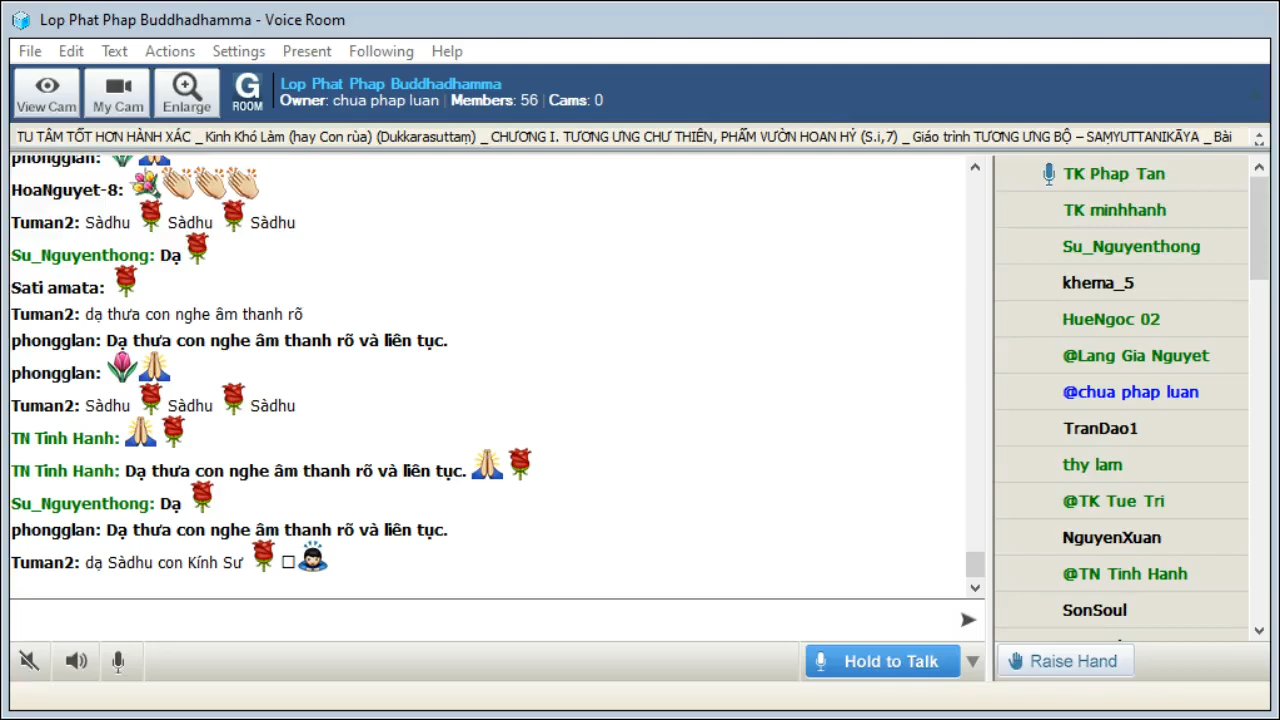 Lop Phat Phap Buddhadhamma - Voice Room
File Edit Text Actions Settings Present Following Help
View Cam My Cam Enlarge G ROOM
Lop Phat Phap Buddhadhamma
Owner: chua phap luan | Members: 56 | Cams: 0
TU TÂM TỐT HƠN HÀNH XÁC _ Kinh Khó Làm (hay Con rùa) (Dukkarasuttaṃ) _ CHƯƠNG I. TƯƠNG ƯNG CHƯ THIÊN, PHẨM VƯỜN HOAN HỶ (S.i,7) _ Giáo trình TƯƠNG ƯNG BỘ – SAṂYUTTANIKĀYA _ Bài
phongglan:
HoaNguyet-8:
Tuman2: Sàdhu Sàdhu Sàdhu
Su_Nguyenthong: Dạ
Sati amata:
Tuman2: dạ thưa con nghe âm thanh rõ
phongglan: Dạ thưa con nghe âm thanh rõ và liên tục.
phongglan:
Tuman2: Sàdhu Sàdhu Sàdhu
TN Tinh Hanh:
TN Tinh Hanh: Dạ thưa con nghe âm thanh rõ và liên tục.
Su_Nguyenthong: Dạ
phongglan: Dạ thưa con nghe âm thanh rõ và liên tục.
Tuman2: dạ Sàdhu con Kính Sư
TK Phap Tan
TK minhhanh
Su_Nguyenthong
khema_5
HueNgoc 02
@Lang Gia Nguyet
@chua phap luan
TranDao1
thy lam
@TK Tue Tri
NguyenXuan
@TN Tinh Hanh
SonSoul
Hold to Talk
Raise Hand